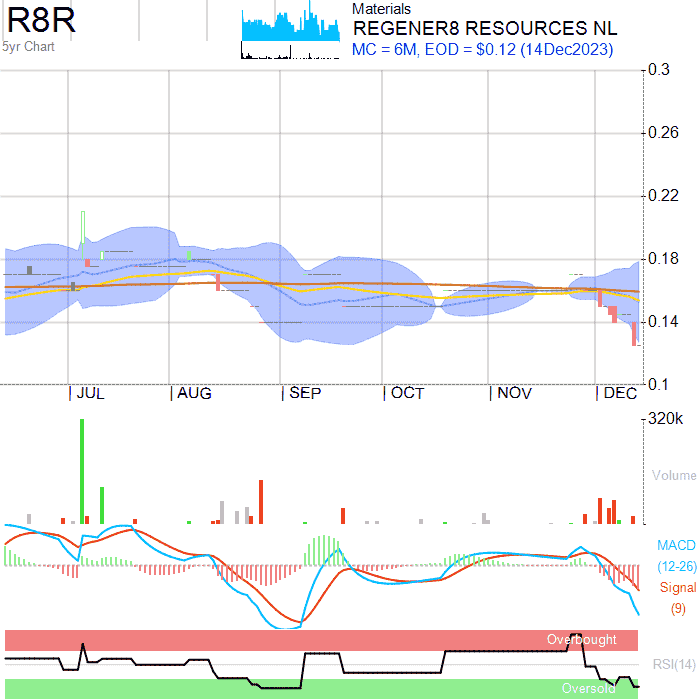 R8R
5yr Chart
Materials
REGENER8 RESOURCES NL
MC = 6M, EOD = $0.12 (14Dec2023)
0.3
0.26
0.22
0.18
0.14
0.1
JUL AUG SEP OCT NOV DEC
320k
Volume
MACD
(12-26)
Signal
(9)
Overbought
RSI(14)
Oversold